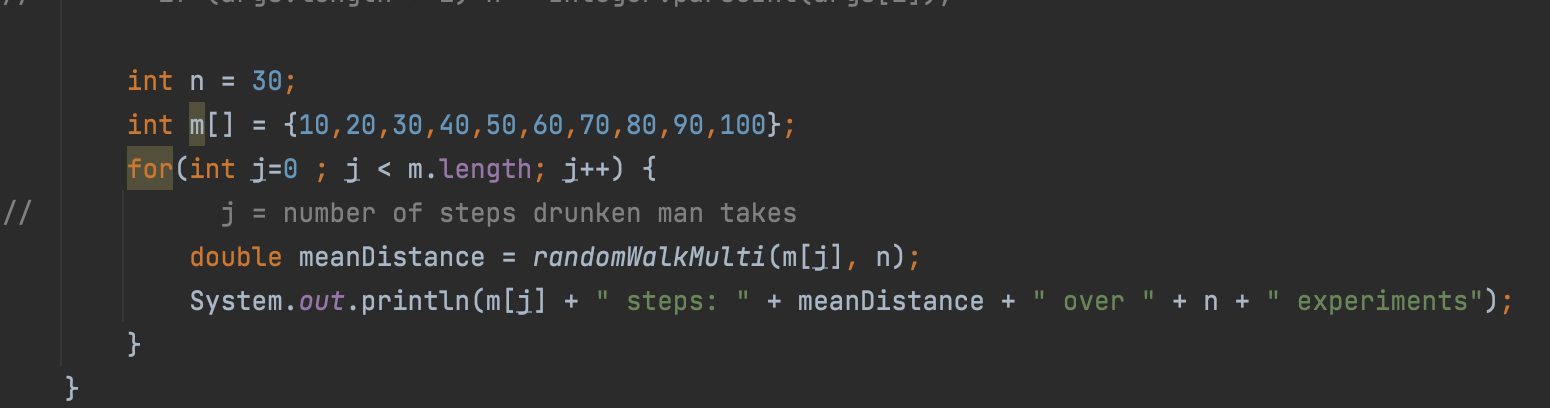 //
int n = 30;
int m[] = {10,20,30,40,50,60,70,80,90,100};
for(int j=0 ; j < m.length; j++) {
// j = number of steps drunken man takes
double meanDistance = randomWalkMulti(m[j], n);
System.out.println(m[j] + " steps: " + meanDistance + " over " + n + " experiments");
}
}